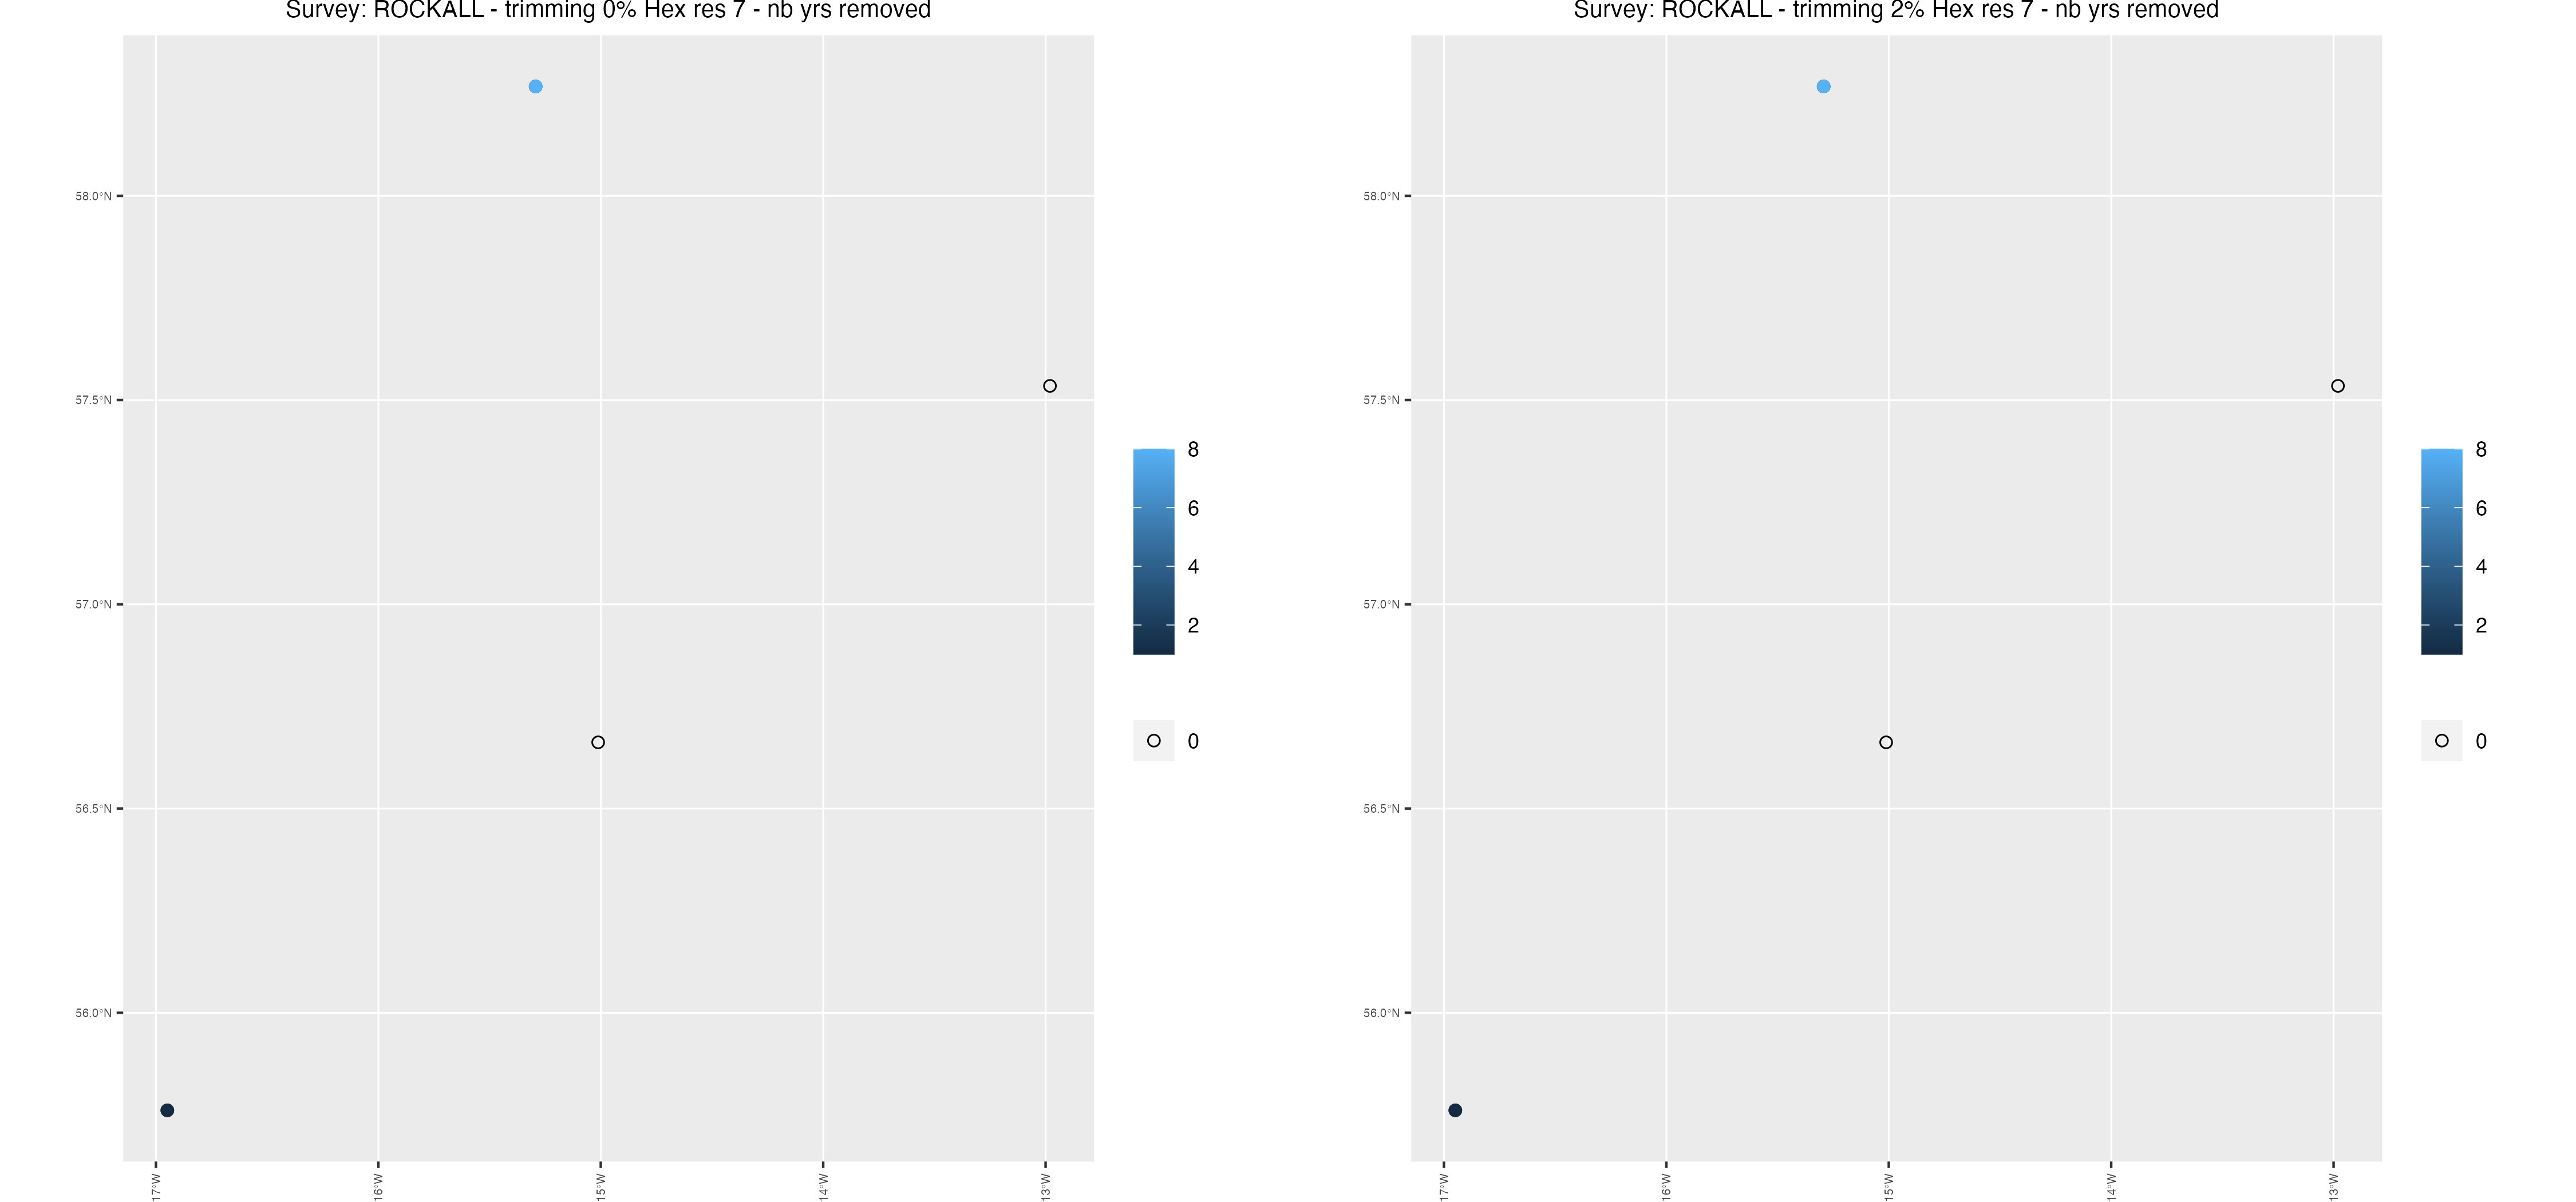 Survey: ROCKALL - trimming 0% Hex res 7 - nb yrs removed
58.0°N
57.5°N
57.0°N
56.5°N
56.0°N
17°W
16°W
15°W
14°W
13°W
8
6
4
2
0
Survey: ROCKALL - trimming 2% Hex res 7 - nb yrs removed
58.0°N
57.5°N
57.0°N
56.5°N
56.0°N
17°W
16°W
15°W
14°W
13°W
8
6
4
2
0